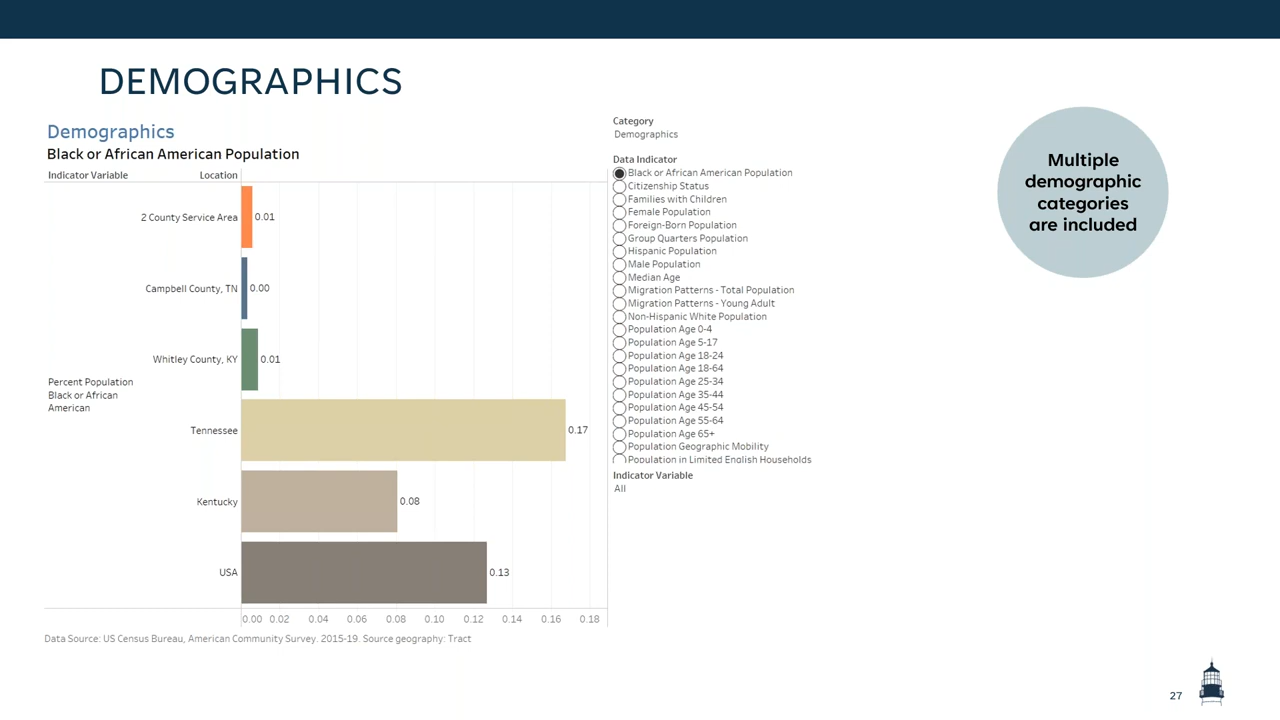 DEMOGRAPHICS
Demographics
Black or African American Population
Indicator Variable
Location
2 County Service Area
0.01
Campbell County, TN
0.00
Whitley County, KY
0.01
Percent Population
Black or African
American
Tennessee
0.17
Kentucky
0.08
USA
0.13
0.00 0.02 0.04 0.06 0.08 0.10 0.12 0.14 0.16 0.18
Data Source: US Census Bureau, American Community Survey. 2015-19. Source geography: Tract
Category
Demographics
Data Indicator
Black or African American Population
Citizenship Status
Families with Children
Female Population
Foreign-Born Population
Group Quarters Population
Hispanic Population
Male Population
Median Age
Migration Patterns - Total Population
Migration Patterns - Young Adult
Non-Hispanic White Population
Population Age 0-4
Population Age 5-17
Population Age 18-24
Population Age 18-64
Population Age 25-34
Population Age 35-44
Population Age 45-54
Population Age 55-64
Population Age 65+
Population Geographic Mobility
Population in Limited English Households
Indicator Variable
All
Multiple
demographic
categories
are included
27